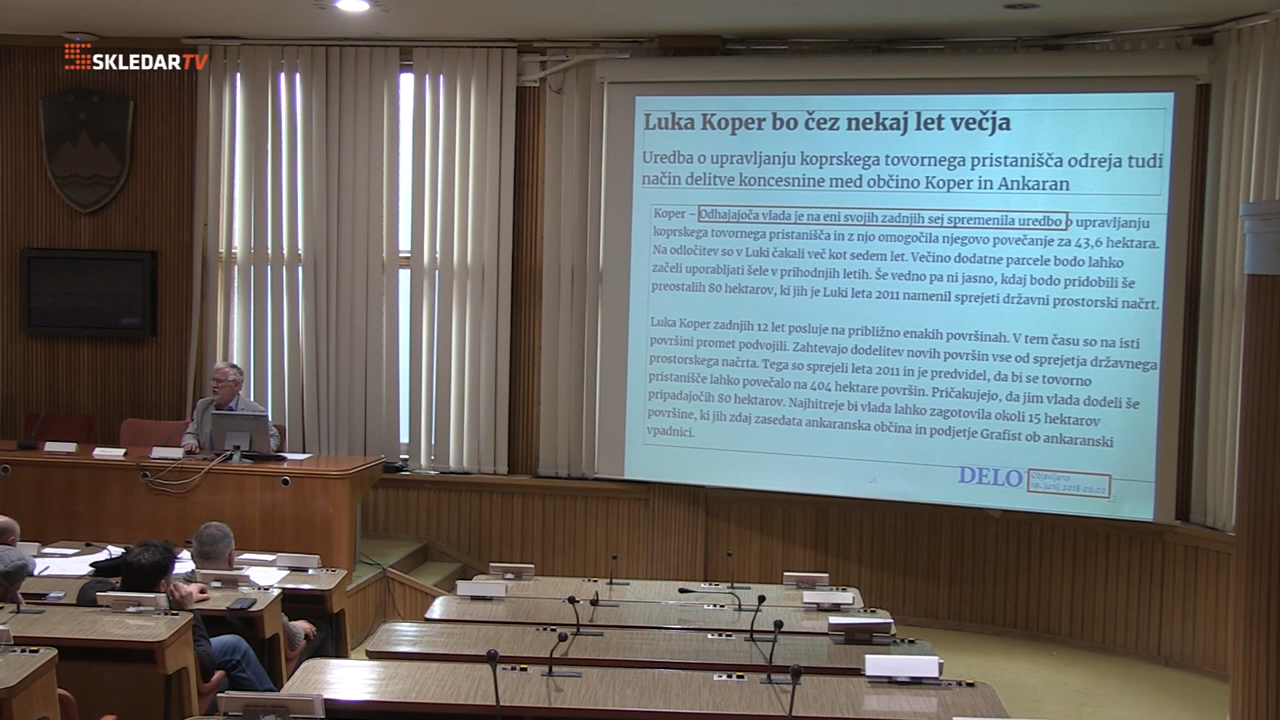 SKLEDARTV
Luka Koper bo čez nekaj let večja
Uredba o upravljanju koprskega tovornega pristanišča odreja tudi
način delitve koncesnine med občino Koper in Ankaran
Koper – Odhajajoča vlada je na eni svojih zadnjih sej spremenila uredbo o upravljanju
koprskega tovornega pristanišča in z njo omogočila njegovo povečanje za 43,6 hektara.
Na odločitev so v Luki čakali več kot sedem let. Večino dodatne parcele bodo lahko
začeli uporabljati šele v prihodnjih letih. Še vedno pa ni jasno, kdaj bodo pridobili še
preostalih 80 hektarov, ki jih je Luki leta 2011 namenil sprejeti državni prostorski načrt.
Luka Koper zadnjih 12 let posluje na približno enakih površinah. V tem času so na isti
površini promet podvojili. Zahtevajo dodelitev novih površin vse od sprejetja državnega
prostorskega načrta. Tega so sprejeli leta 2011 in je predvidel, da bi se tovorno
pristanišče lahko povečalo na 404 hektare površin. Pričakujejo, da jim vlada dodeli še
pripadajočih 80 hektarov. Najhitreje bi vlada lahko zagotovila okoli 15 hektarov
površine, ki jih zdaj zasedata ankaranska občina in podjetje Grafist ob ankaranski
vpadnici.
LK
DELO
Objavljeno